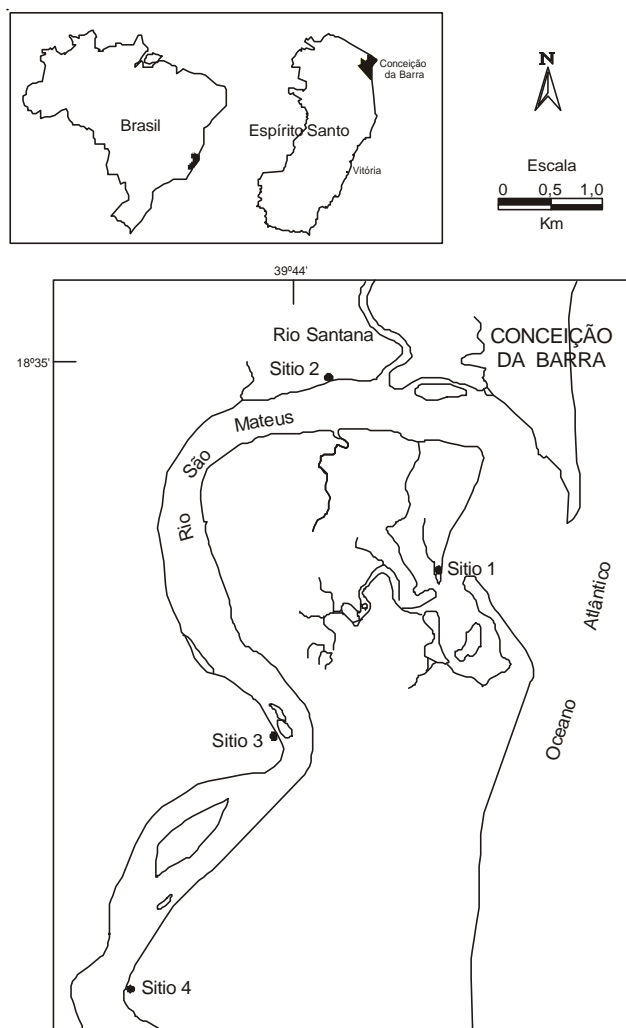 Brasil
Espírito Santo
Conceição
da Barra
Vitória
N
Escala
0 0,5 1,0
Km
39º44'
18º35'
Rio Santana
CONCEIÇÃO
DA BARRA
Sitio 2
Rio São Mateus
Sitio 1
Oceano Atlântico
Sitio 3
Sitio 4